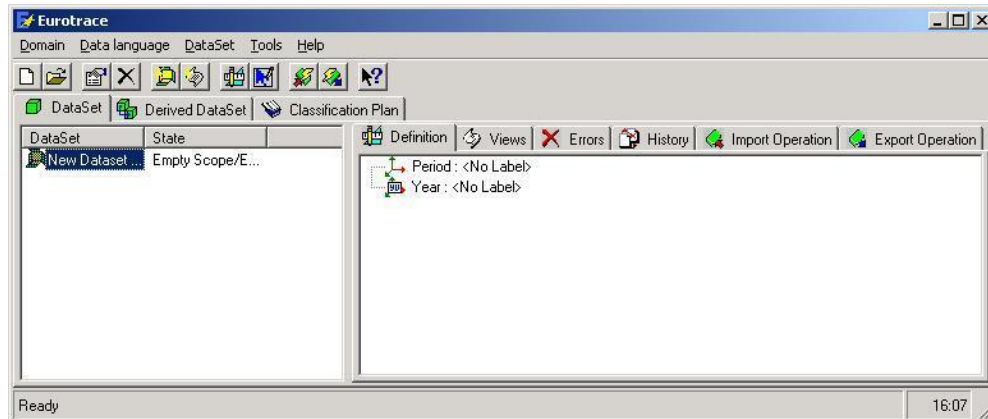 Eurotrace
Domain Data language DataSet Tools Help
DataSet Derived DataSet Classification Plan
DataSet State
New Dataset ... Empty Scope/E...
Definition Views Errors History Import Operation Export Operation
Period : <No Label>
90 Year : <No Label>
Ready 16:07